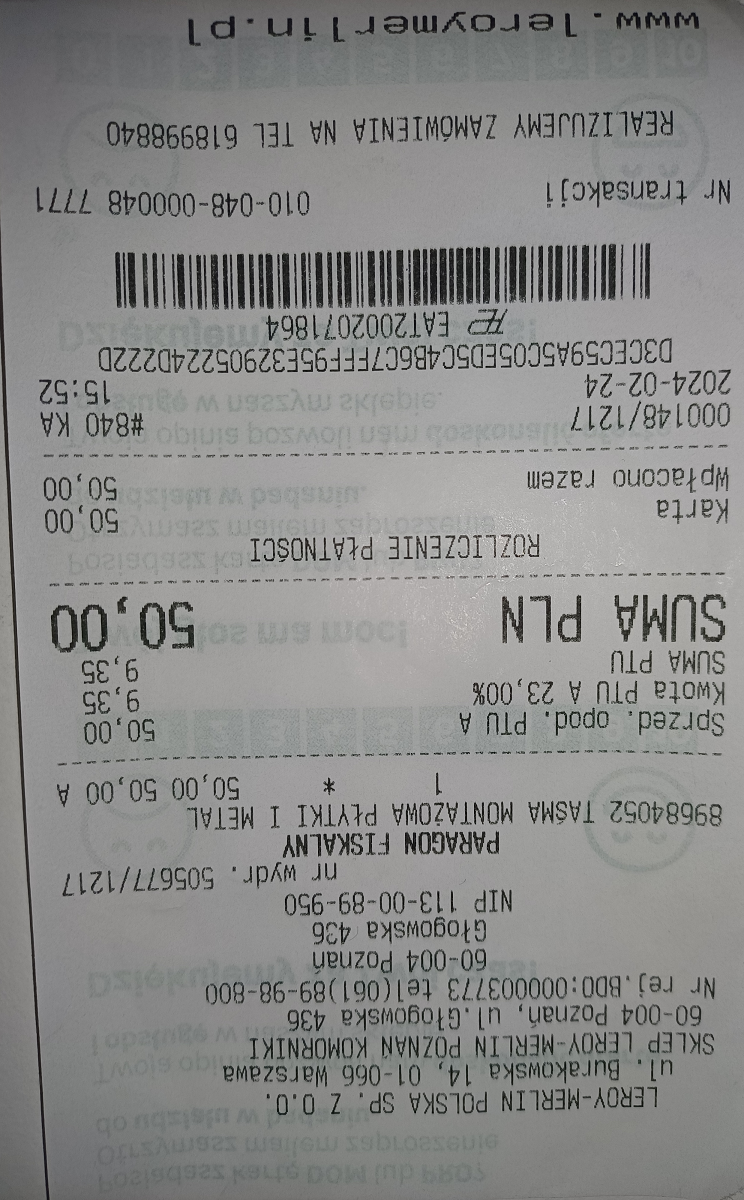 LEROY-MERLIN POLSKA SP. Z O.O.
ul. Burakowska 14, 01-066 Warszawa
SKLEP LEROY-MERLIN POZNAŃ KOMORNIKI
60-004 Poznań, ul.Głogowska 436
Nr rej.BDO:000003773 tel(061)89-98-800
60-004 Poznań
Głogowska 436
NIP 113-00-89-950
nr wydr. 505677/1217
PARAGON FISKALNY
89684052 TAŚMA MONTAŻOWA PŁYTKI I METAL
1 * 50,00 50,00 A
Sprzed. opod. PTU A 50,00
Kwota PTU A 23,00% 9,35
SUMA PTU 9,35
SUMA PLN 50,00
ROZLICZENIE PŁATNOŚCI
Karta 50,00
Wpłacono razem 50,00
000148/1217 #840 KA
2024-02-24 15:52
D3CEC59A5C05ED5C4B6C7FEF95E32905224D222D
EAT2002071864
Nr transakcji 010-048-000048 7771
REALIZUJEMY ZAMÓWIENIA NA TEL 618998840
www.leroymerlin.pl